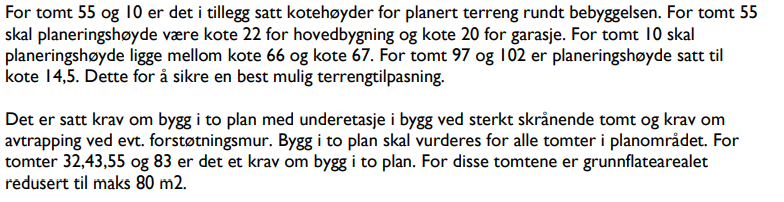 For tomt 55 og 10 er det i tillegg satt kotehøyder for planert terreng rundt bebyggelsen. For tomt 55
skal planeringshøyde være kote 22 for hovedbygning og kote 20 for garasje. For tomt 10 skal
planeringshøyde ligge mellom kote 66 og kote 67. For tomt 97 og 102 er planeringshøyde satt til
kote 14,5. Dette for å sikre en best mulig terrengtilpasning.

Det er satt krav om bygg i to plan med underetasje i bygg ved sterkt skrånende tomt og krav om
avtrapping ved evt. forstøtningsmur. Bygg i to plan skal vurderes for alle tomter i planområdet. For
tomter 32,43,55 og 83 er det et krav om bygg i to plan. For disse tomtene er grunnflatearealet
redusert til maks 80 m2.